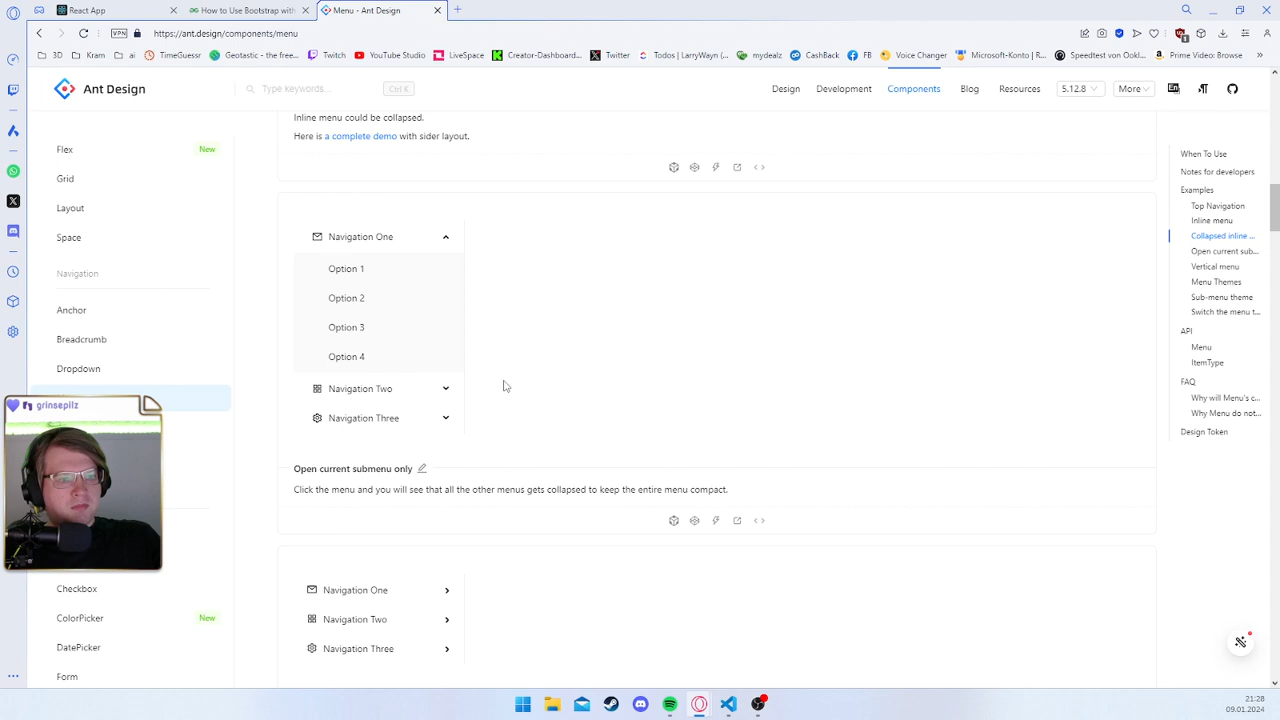 React App
How to Use Bootstrap with
Menu - Ant Design
VPN
https://ant.design/components/menu
3D
Kram
ai
TimeGuessr
Geotastic - the free...
Twitch
YouTube Studio
LiveSpace
Creator-Dashboard...
Twitter
Todos | LarryWayn (...
mydealz
CashBack
FB
Voice Changer
Microsoft-Konto | R...
Speedtest von Ookl...
Prime Video: Browse
Ant Design
Type keywords...
Ctrl K
Design
Development
Components
Blog
Resources
5.12.8
More
Flex
New
Grid
Layout
Space
Navigation
Anchor
Breadcrumb
Dropdown
grinsepilz
Checkbox
ColorPicker
New
DatePicker
Form
Inline menu could be collapsed.
Here is a complete demo with sider layout.
Navigation One
Option 1
Option 2
Option 3
Option 4
Navigation Two
Navigation Three
Open current submenu only
Click the menu and you will see that all the other menus gets collapsed to keep the entire menu compact.
Navigation One
Navigation Two
Navigation Three
When To Use
Notes for developers
Examples
Top Navigation
Inline menu
Collapsed inline ...
Open current sub...
Vertical menu
Menu Themes
Sub-menu theme
Switch the menu t...
API
Menu
ItemType
FAQ
Why will Menu's c...
Why Menu do not...
Design Token
21:28
09.01.2024